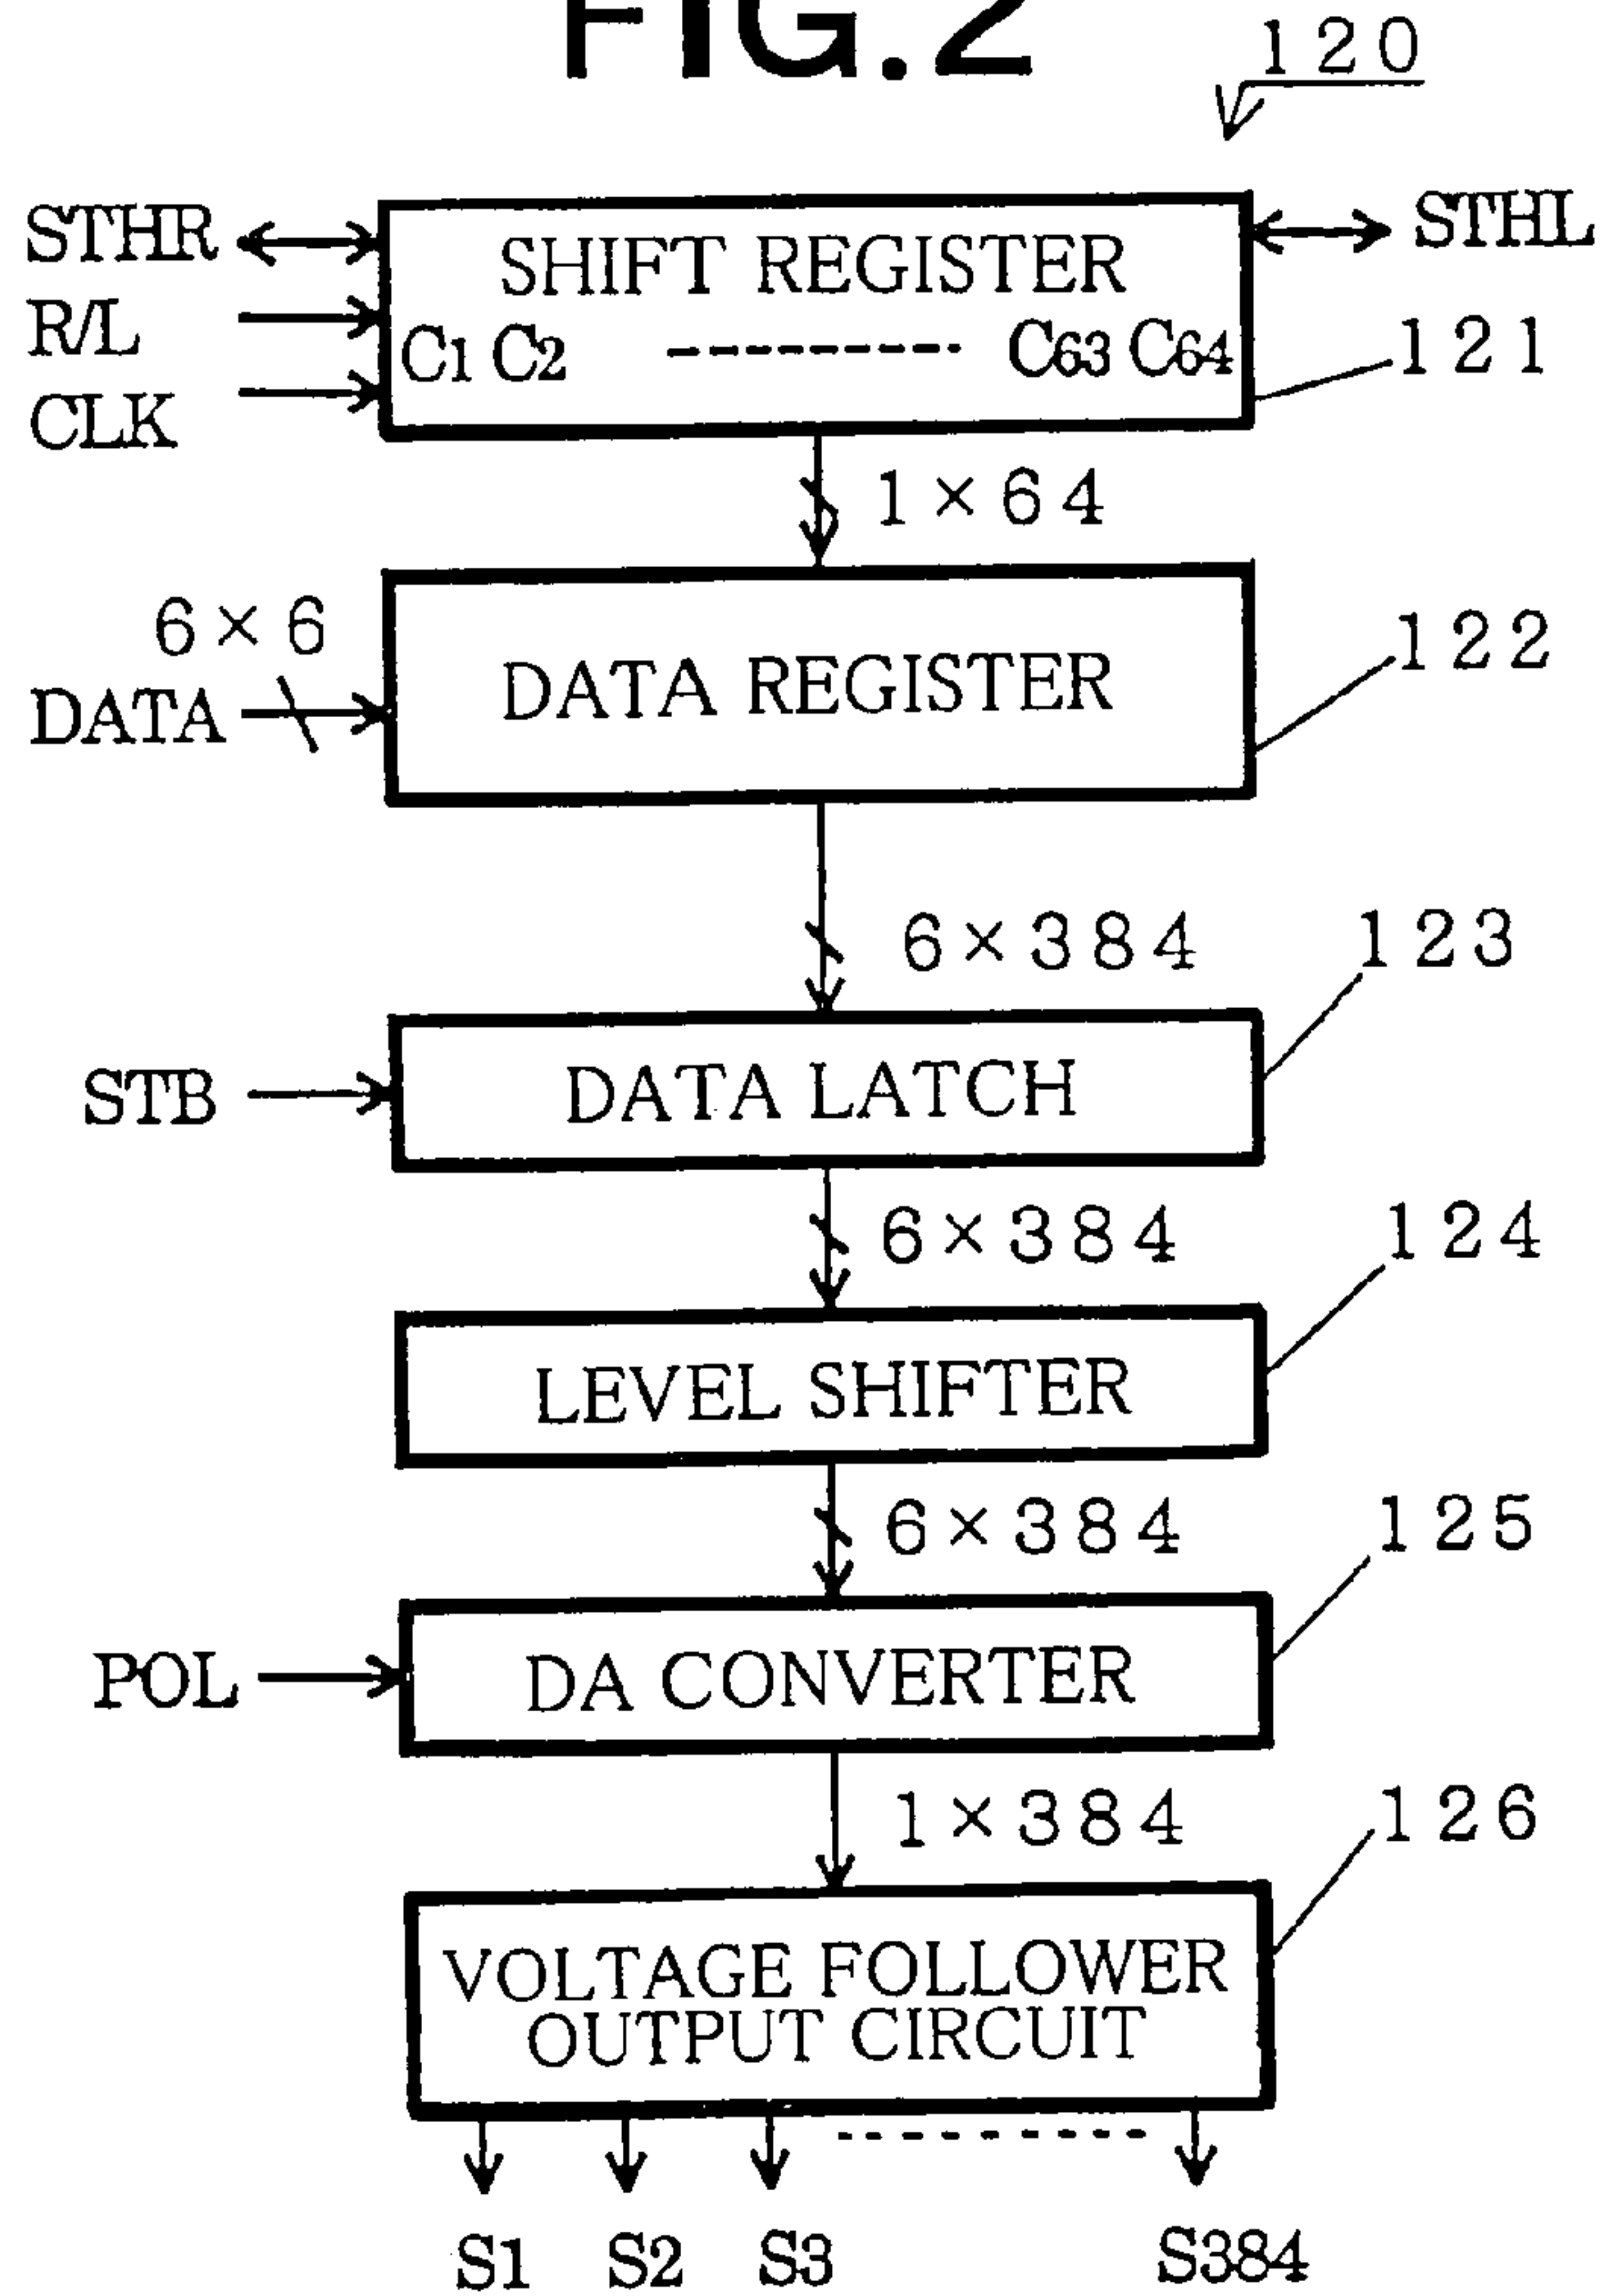 FIG.2
120
STHR
SHIFT REGISTER
STHL
R/L
C1 C2 C63 C64
121
CLK
1×64
6×6
DATA
DATA REGISTER
122
6×384
123
STB
DATA LATCH
6×384
124
LEVEL SHIFTER
6×384
125
POL
DA CONVERTER
1×384
126
VOLTAGE FOLLOWER
OUTPUT CIRCUIT
S1 S2 S3 S384